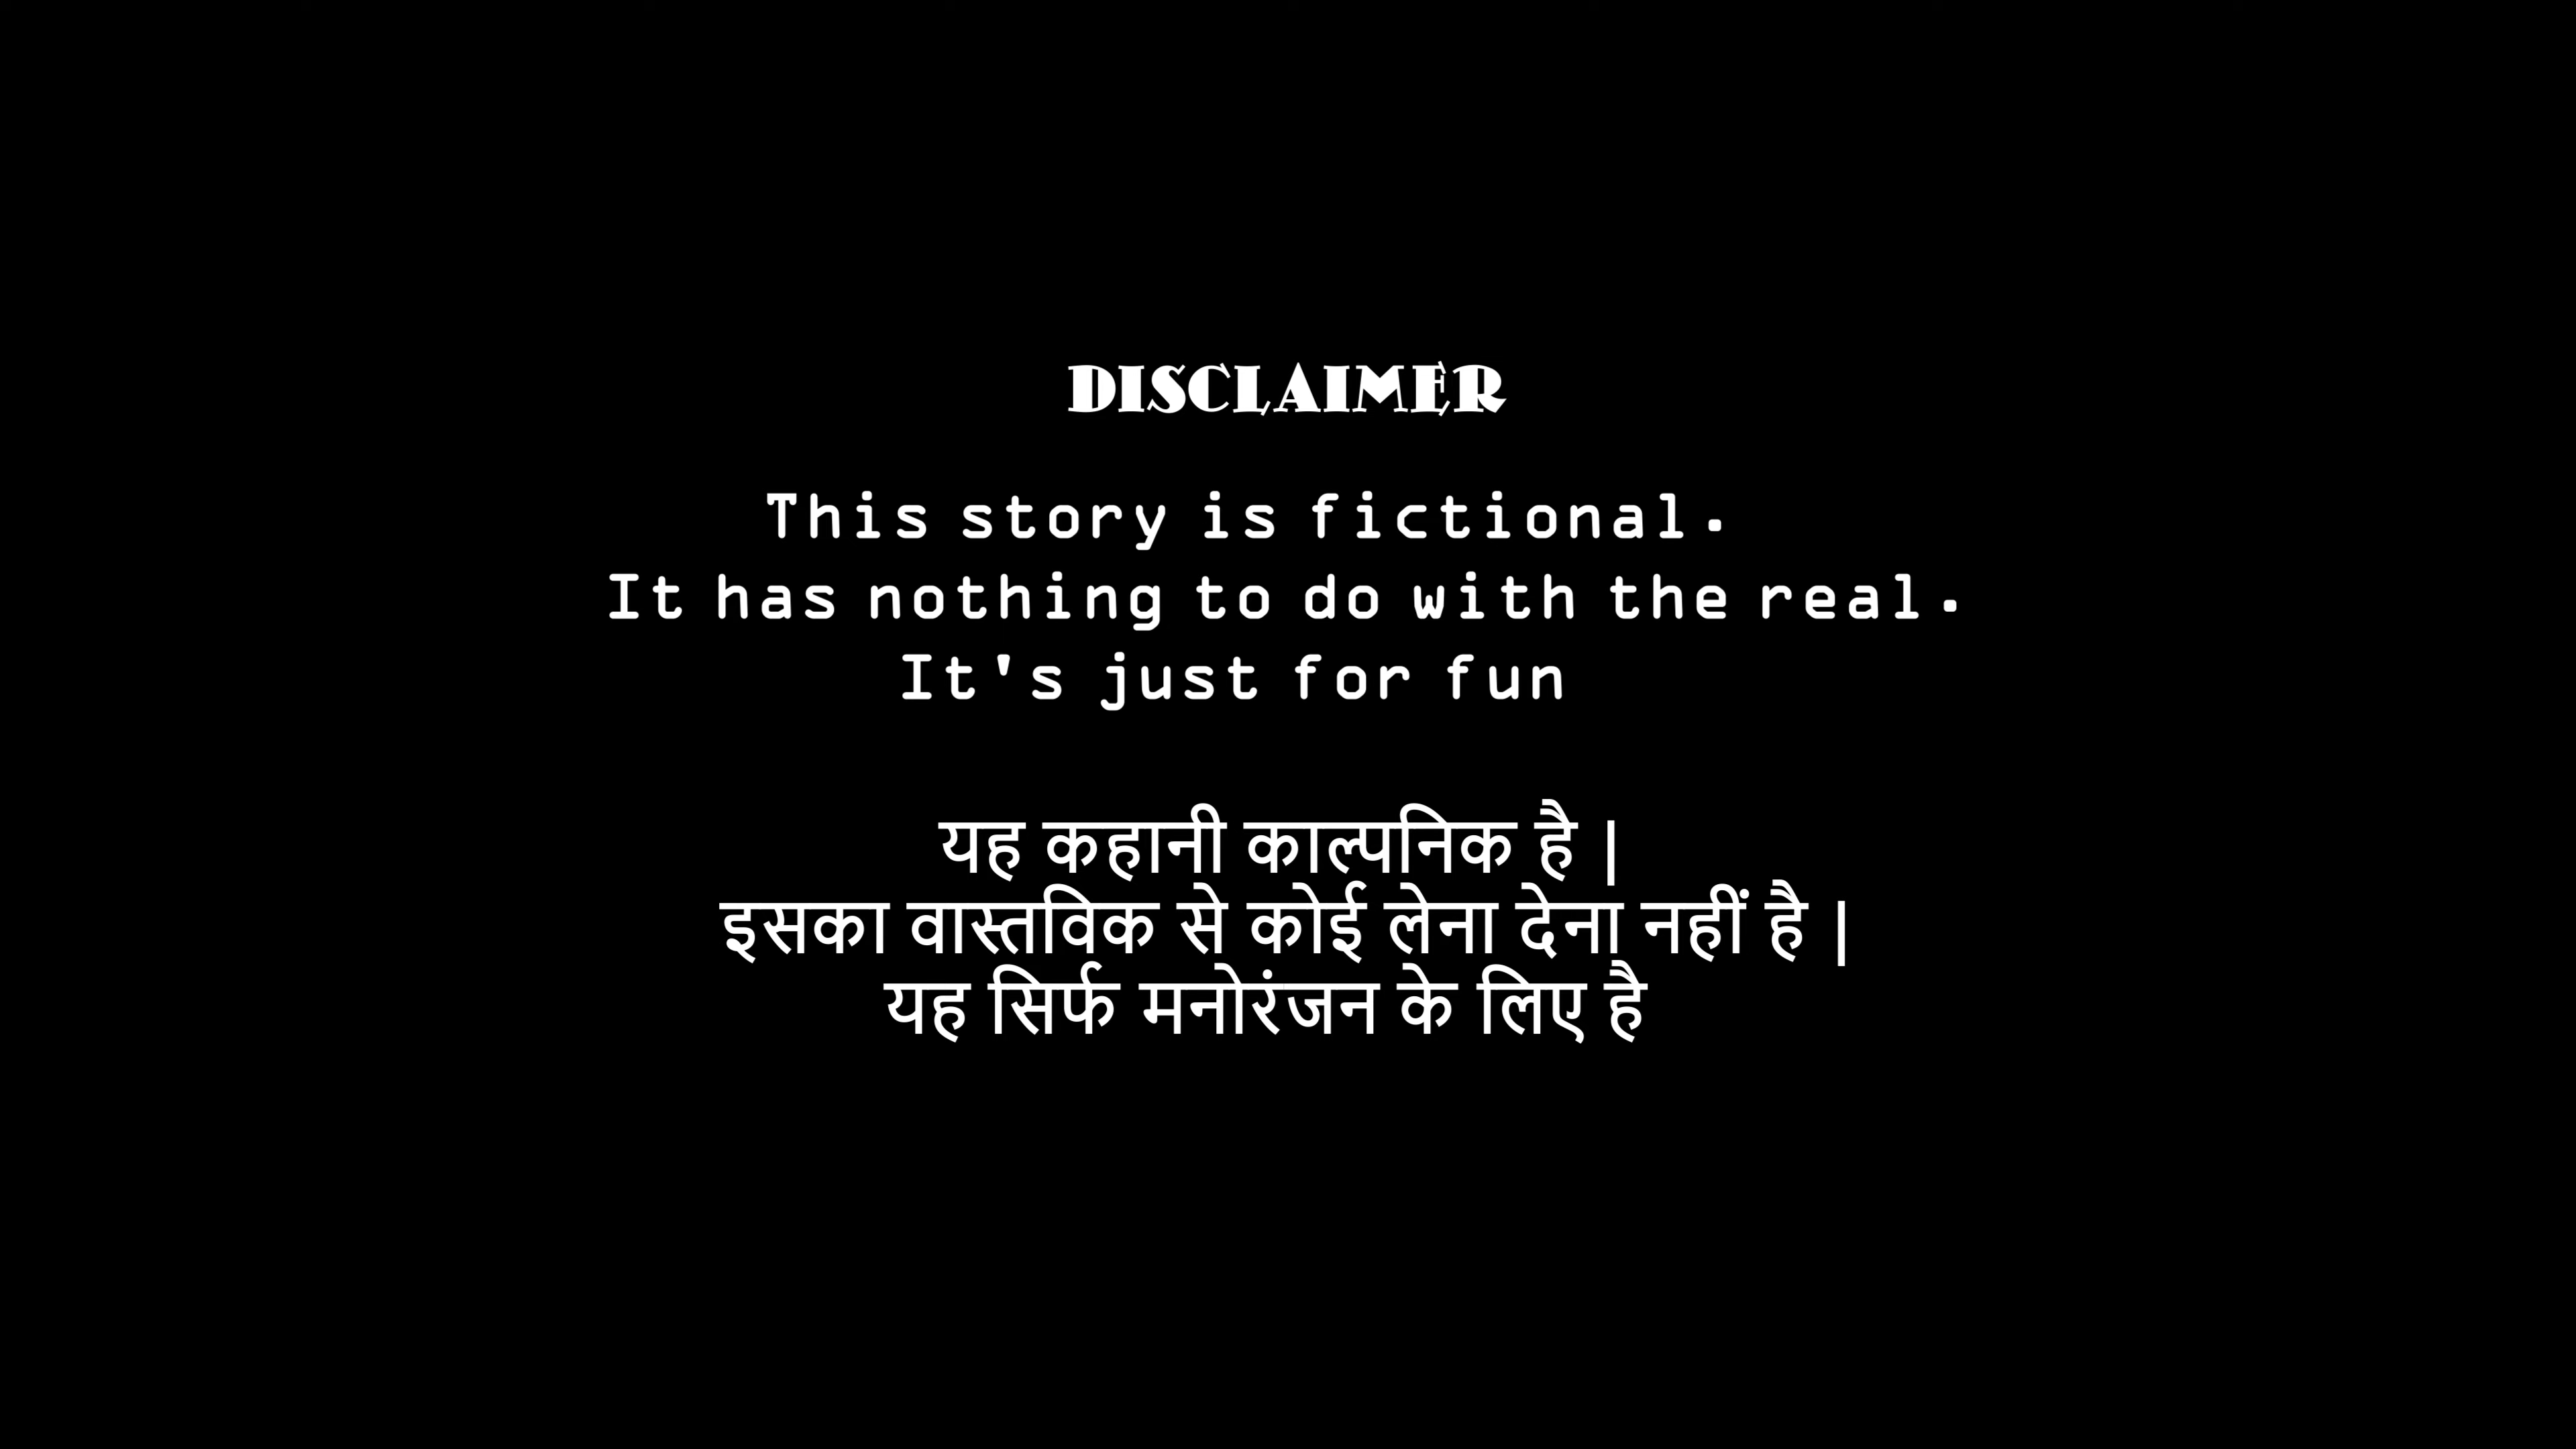 DISCLAIMER
This story is fictional.
It has nothing to do with the real.
It's just for fun
यह कहानी काल्पनिक है |
इसका वास्तविक से कोई लेना देना नहीं है |
यह सिर्फ मनोरंजन के लिए है